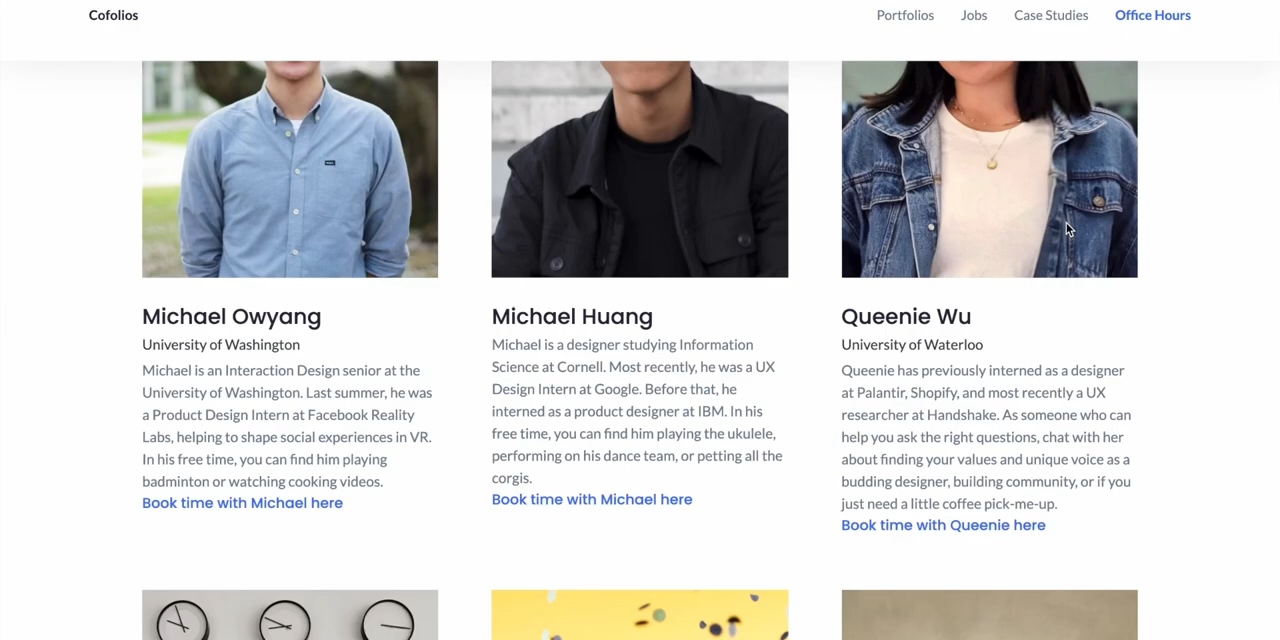 Cofolios
Portfolios
Jobs
Case Studies
Office Hours
Michael Owyang
University of Washington
Michael is an Interaction Design senior at the
University of Washington. Last summer, he was
a Product Design Intern at Facebook Reality
Labs, helping to shape social experiences in VR.
In his free time, you can find him playing
badminton or watching cooking videos.
Book time with Michael here
Michael Huang
Michael is a designer studying Information
Science at Cornell. Most recently, he was a UX
Design Intern at Google. Before that, he
interned as a product designer at IBM. In his
free time, you can find him playing the ukulele,
performing on his dance team, or petting all the
corgis.
Book time with Michael here
Queenie Wu
University of Waterloo
Queenie has previously interned as a designer
at Palantir, Shopify, and most recently a UX
researcher at Handshake. As someone who can
help you ask the right questions, chat with her
about finding your values and unique voice as a
budding designer, building community, or if you
just need a little coffee pick-me-up.
Book time with Queenie here